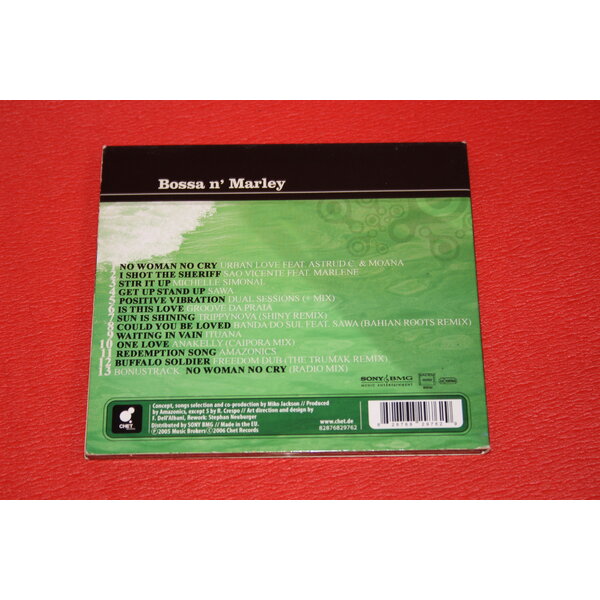 Bossa n' Marley
1 NO WOMAN NO CRY URBAN LOVE FEAT. ASTRUD.C. & MOANA
2 I SHOT THE SHERIFF SAO VICENTE FEAT. MARLENE
3 STIR IT UP MICHELLE SIMONAL
4 GET UP STAND UP SAWA
5 POSITIVE VIBRATION DUAL SESSIONS (+ MIX)
6 IS THIS LOVE GROOVE DA PRAIA
7 SUN IS SHINING TRIPPYNOVA (SHINY REMIX)
8 COULD YOU BE LOVED BANDA DO SUL FEAT. SAWA (BAHIAN ROOTS REMIX)
9 WAITING IN VAIN ITUANA
10 ONE LOVE ANAKELLY (CAIPORA MIX)
11 REDEMPTION SONG AMAZONICS
12 BUFFALO SOLDIER FREEDOM DUB (THE TRUMAK REMIX)
13 BONUSTRACK NO WOMAN NO CRY (RADIO MIX)
SONY BMG
MUSIC ENTERTAINMENT
CHET
Concept, songs selection and co-production by Miko Jackson // Produced
by Amazonics, except 5 by R. Crespo // Art direction and design by
F. Dell'Albani, Rework: Stephan Neuburger
Distributed by SONY BMG // Made in the EU.
℗2005 Music Brokers ©2006 Chet Records
www.chet.de
82876829762